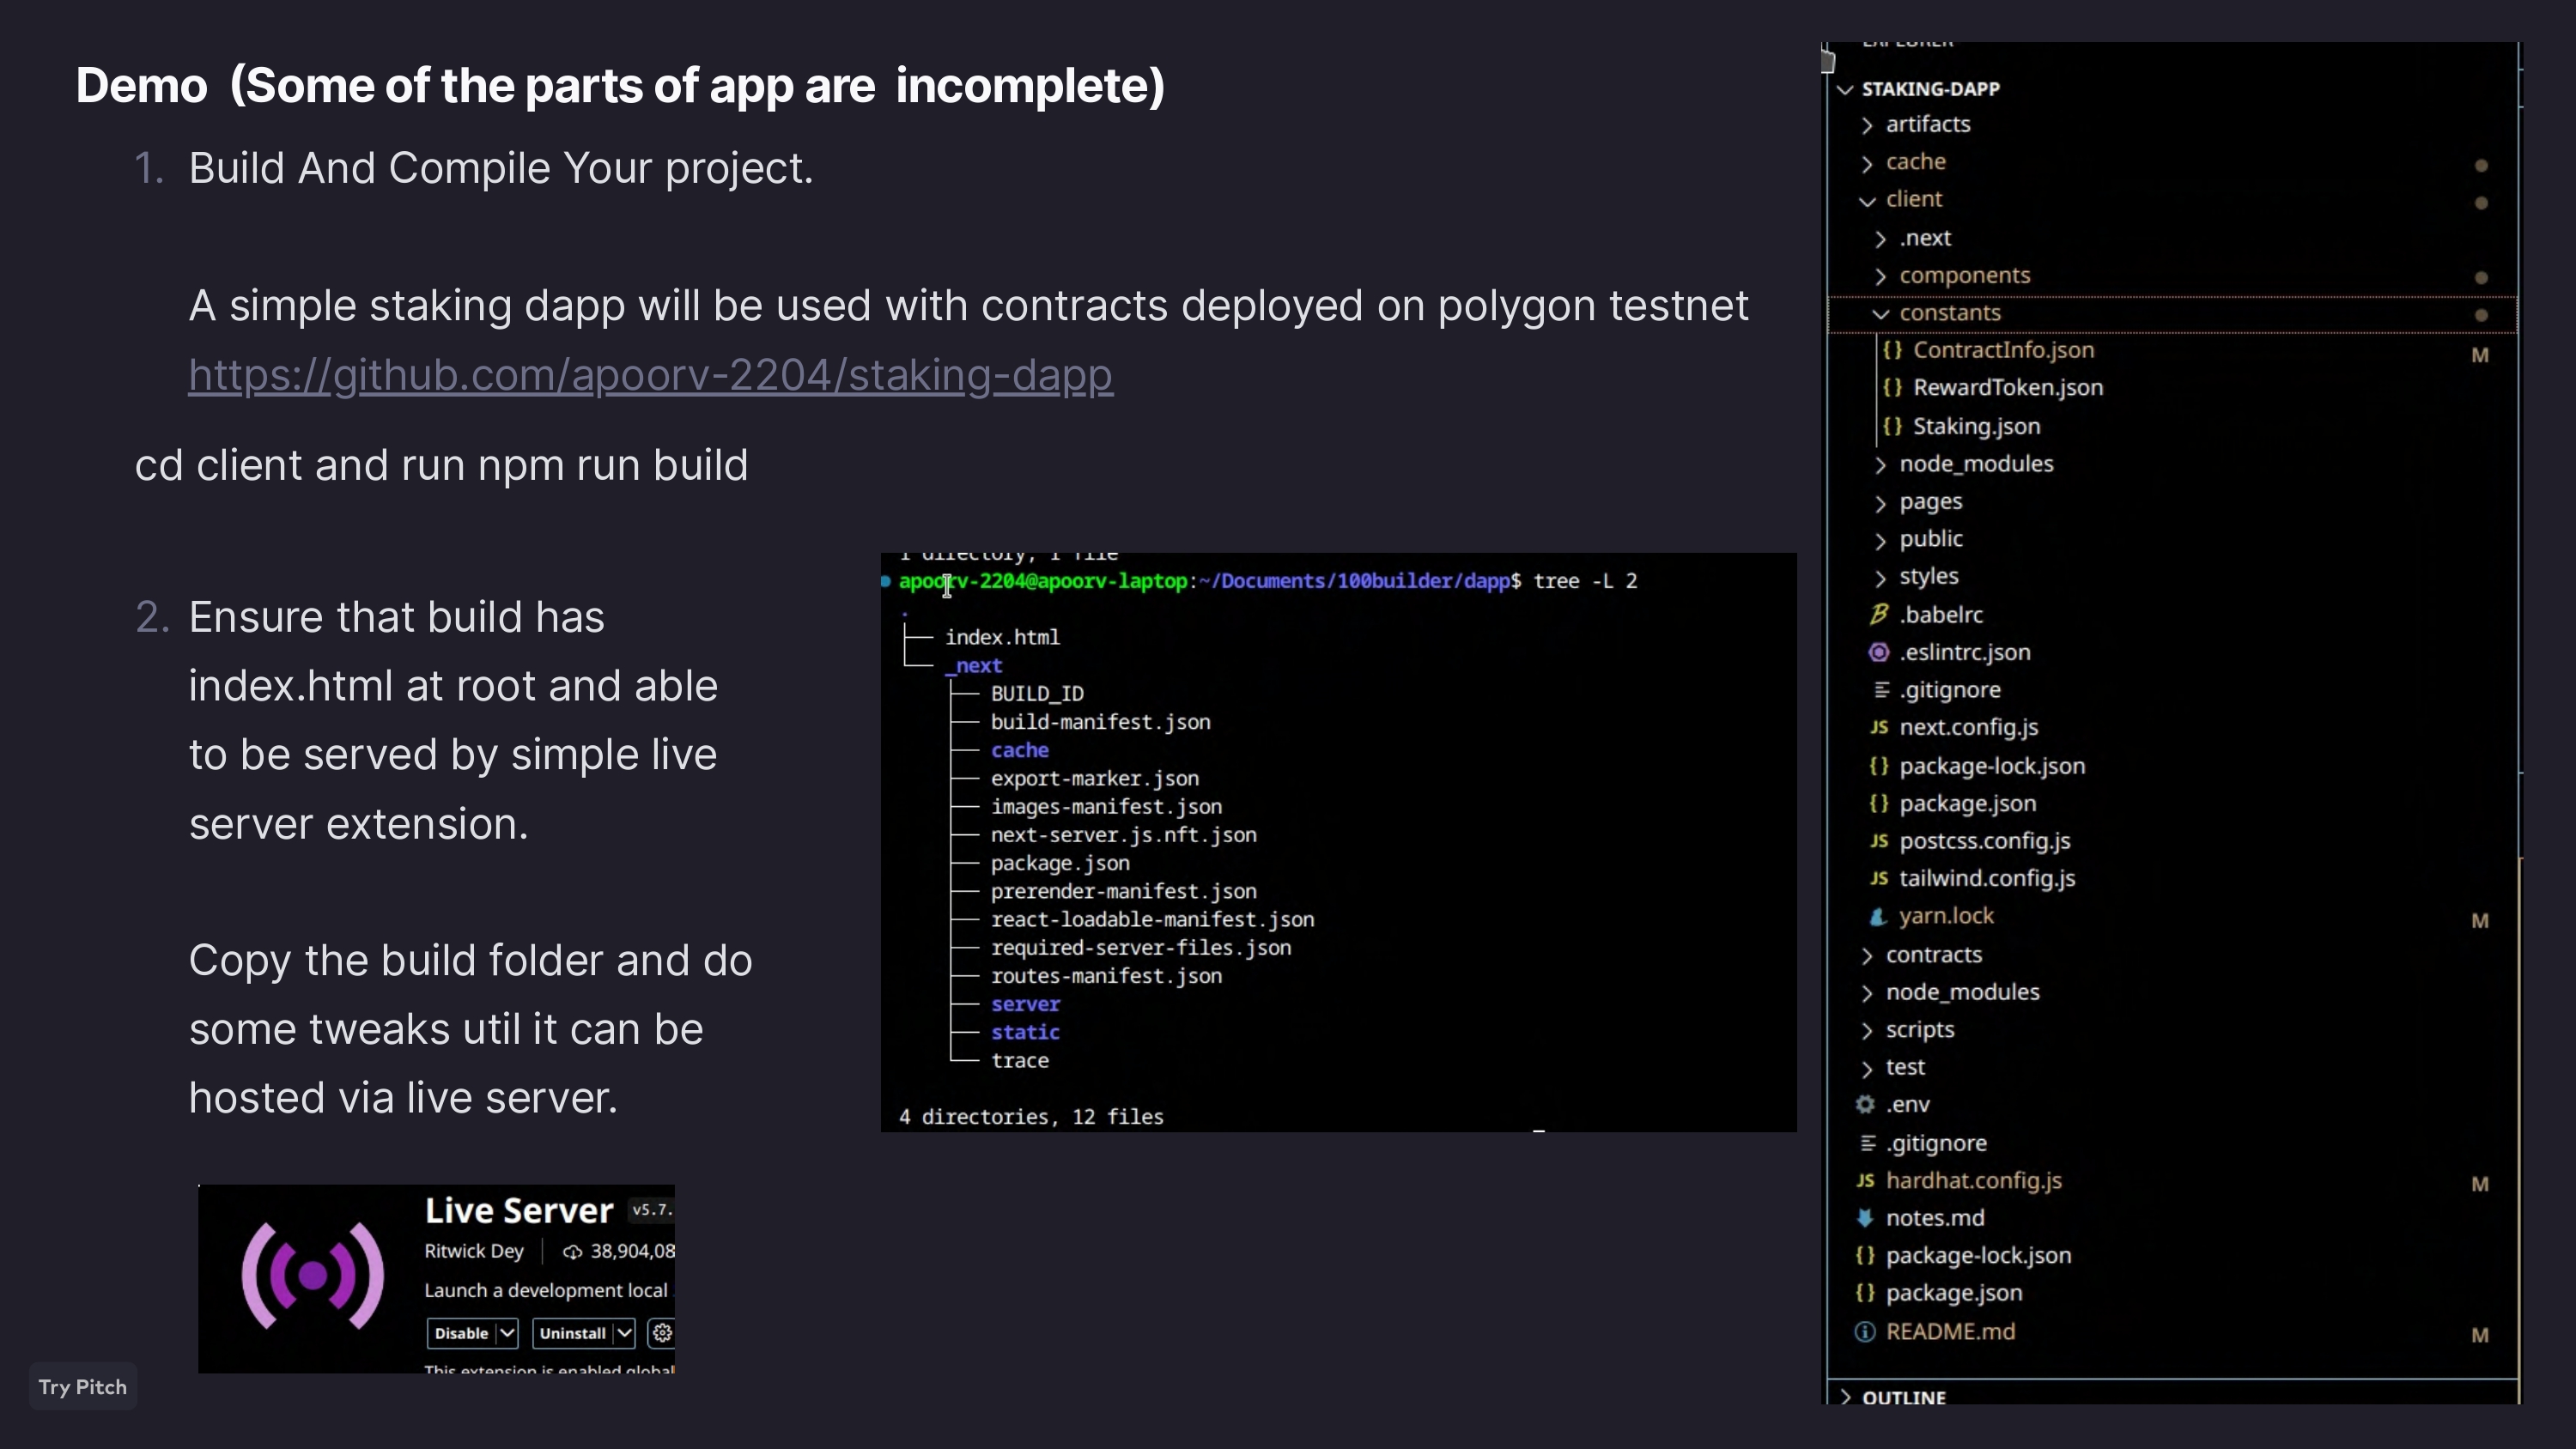 Demo  (Some of the parts of app are  incomplete)
1. Build And Compile Your project.
A simple staking dapp will be used with contracts deployed on polygon testnet
https://github.com/apoorv-2204/staking-dapp
cd client and run npm run build
2. Ensure that build has
index.html at root and able
to be served by simple live
server extension.
Copy the build folder and do
some tweaks util it can be
hosted via live server.
Live Server v5.7.
Ritwick Dey 38,904,08
Launch a development local
Disable
Uninstall
This extension is enabled global
Try Pitch
1 directory, 1 file
apoorv-2204@apoorv-laptop:~/Documents/100builder/dapp$ tree -L 2
.
index.html
_next
BUILD_ID
build-manifest.json
cache
export-marker.json
images-manifest.json
next-server.js.nft.json
package.json
prerender-manifest.json
react-loadable-manifest.json
required-server-files.json
routes-manifest.json
server
static
trace
4 directories, 12 files
EXPLORER
STAKING-DAPP
artifacts
cache
client
.next
components
constants
{} ContractInfo.json M
{} RewardToken.json
{} Staking.json
node_modules
pages
public
styles
.babelrc
.eslintrc.json
.gitignore
JS next.config.js
{} package-lock.json
{} package.json
JS postcss.config.js
JS tailwind.config.js
yarn.lock M
contracts
node_modules
scripts
test
.env
.gitignore
JS hardhat.config.js M
notes.md
{} package-lock.json
{} package.json
README.md M
OUTLINE